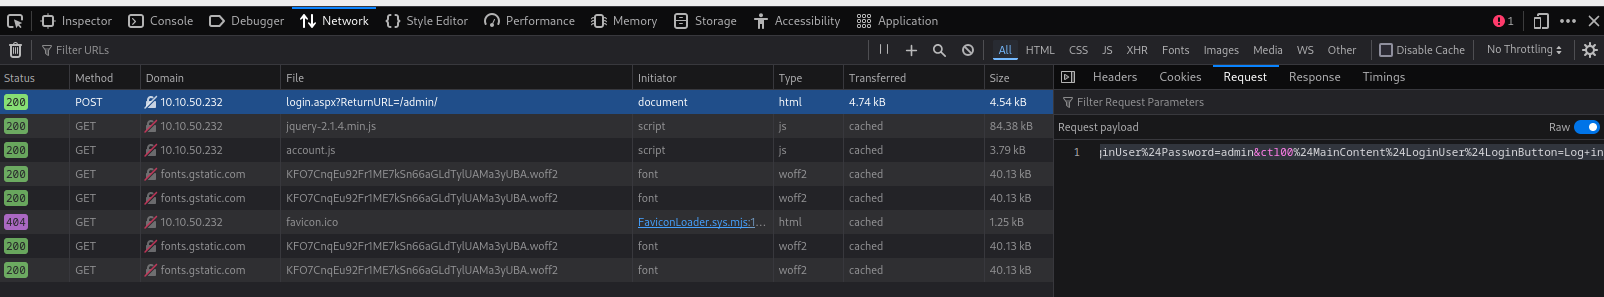 Inspector Console Debugger Network Style Editor Performance Memory Storage Accessibility Application 1
Filter URLs All HTML CSS JS XHR Fonts Images Media WS Other Disable Cache No Throttling
Status Method Domain File Initiator Type Transferred Size Headers Cookies Request Response Timings
200 POST 10.10.50.232 login.aspx?ReturnURL=/admin/ document html 4.74 kB 4.54 kB Filter Request Parameters
200 GET 10.10.50.232 jquery-2.1.4.min.js script js cached 84.38 kB Request payload Raw
200 GET 10.10.50.232 account.js script js cached 3.79 kB 1 ginUser%24Password=admin&ctl00%24MainContent%24LoginUser%24LoginButton=Log+in
200 GET fonts.gstatic.com KFO7CnqEu92Fr1ME7kSn66aGLdTylUAMa3yUBA.woff2 font woff2 cached 40.13 kB
200 GET fonts.gstatic.com KFO7CnqEu92Fr1ME7kSn66aGLdTylUAMa3yUBA.woff2 font woff2 cached 40.13 kB
404 GET 10.10.50.232 favicon.ico FaviconLoader.sys.mjs:1... html cached 1.25 kB
200 GET fonts.gstatic.com KFO7CnqEu92Fr1ME7kSn66aGLdTylUAMa3yUBA.woff2 font woff2 cached 40.13 kB
200 GET fonts.gstatic.com KFO7CnqEu92Fr1ME7kSn66aGLdTylUAMa3yUBA.woff2 font woff2 cached 40.13 kB